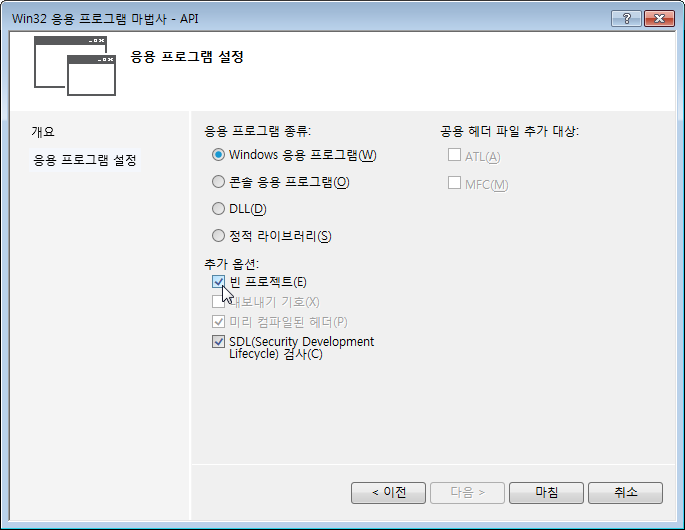 Win32 응용 프로그램 마법사 - API
응용 프로그램 설정
개요
응용 프로그램 설정
응용 프로그램 종류:
Windows 응용 프로그램(W)
콘솔 응용 프로그램(O)
DLL(D)
정적 라이브러리(S)
추가 옵션:
빈 프로젝트(E)
내보내기 기호(X)
미리 컴파일된 헤더(P)
SDL(Security Development
Lifecycle) 검사(C)
공용 헤더 파일 추가 대상:
ATL(A)
MFC(M)
< 이전
다음 >
마침
취소